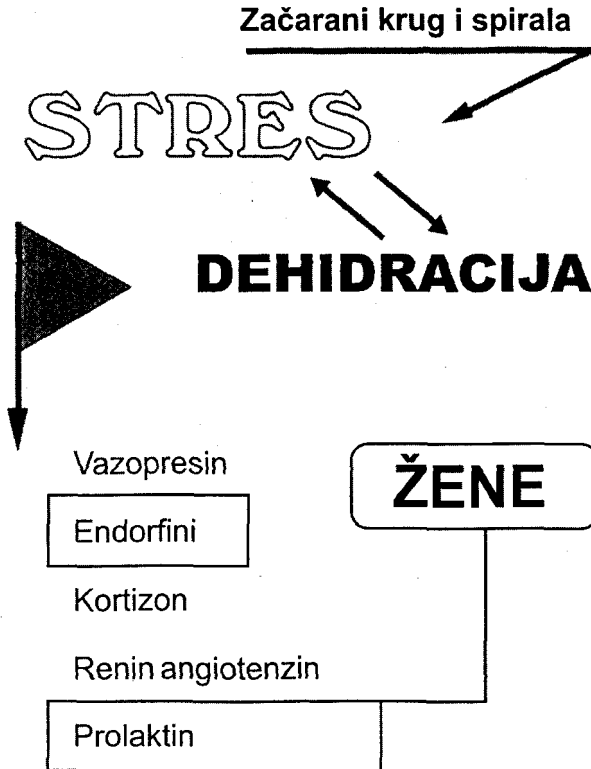 Začarani krug i spirala
STRES
DEHIDRACIJA
Vazopresin
ŽENE
Endorfini
Kortizon
Renin angiotenzin
Prolaktin